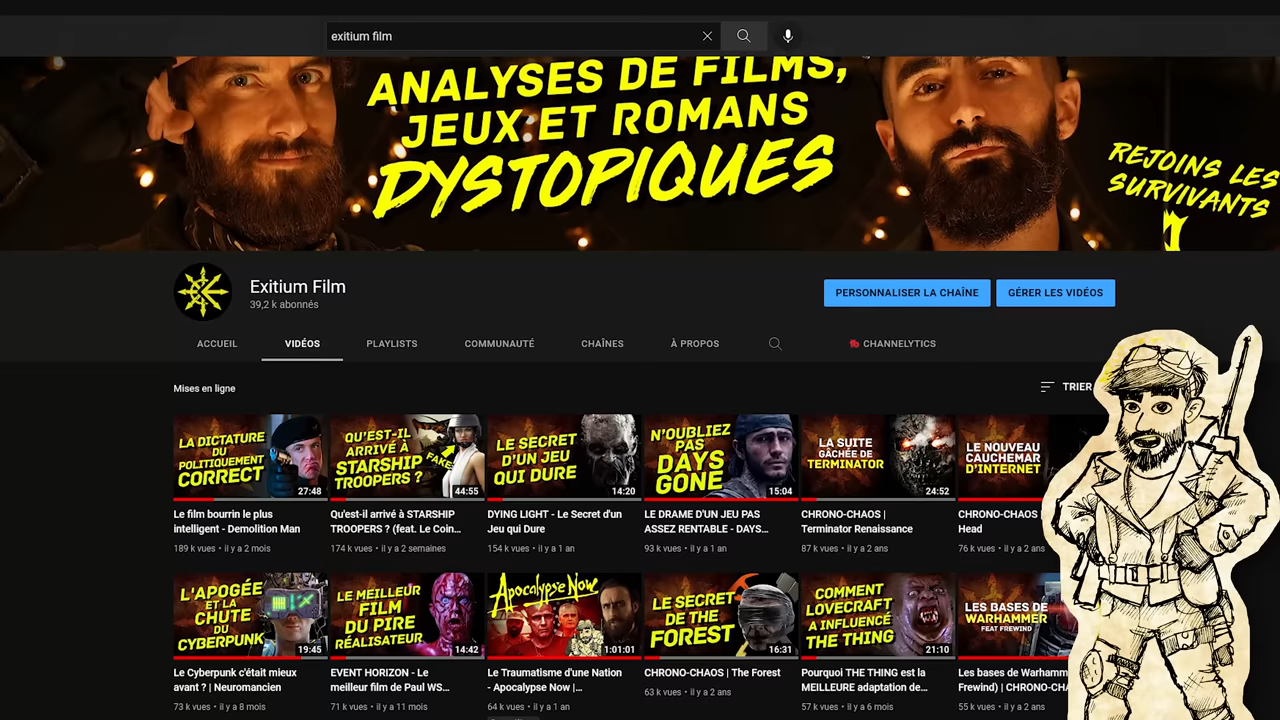 exitium film
ANALYSES DE FILMS,
JEUX ET ROMANS
DYSTOPIQUES
REJOINS LES
SURVIVANTS
Exitium Film
39,2 k abonnés
PERSONNALISER LA CHAÎNE
GÉRER LES VIDÉOS
ACCUEIL
VIDÉOS
PLAYLISTS
COMMUNAUTÉ
CHAÎNES
À PROPOS
CHANNELYTICS
Mises en ligne
TRIER
LA DICTATURE
DU
POLITIQUEMENT
CORRECT
27:48
Le film bourrin le plus
intelligent - Demolition Man
189 k vues • il y a 2 mois
QU'EST-IL
ARRIVÉ À
STARSHIP
TROOPERS ?
FAKE
44:55
Qu'est-il arrivé à STARSHIP
TROOPERS ? (feat. Le Coin...
174 k vues • il y a 2 semaines
LE SECRET
D'UN JEU
QUI DURE
14:20
DYING LIGHT - Le Secret d'un
Jeu qui Dure
154 k vues • il y a 1 an
N'OUBLIEZ
PAS
DAYS
GONE
15:04
LE DRAME D'UN JEU PAS
ASSEZ RENTABLE - DAYS...
93 k vues • il y a 1 an
LA SUITE
GÂCHÉE DE
TERMINATOR
24:52
CHRONO-CHAOS |
Terminator Renaissance
87 k vues • il y a 2 ans
LE NOUVEAU
CAUCHEMAR
D'INTERNET
CHRONO-CHAOS
Head
76 k vues • il y a 2 ans
L'APOGÉE
ET LA
CHUTE
DU
CYBERPUNK
19:45
Le Cyberpunk c'était mieux
avant ? | Neuromancien
73 k vues • il y a 8 mois
LE MEILLEUR
FILM
DU PIRE
RÉALISATEUR
14:42
EVENT HORIZON - Le
meilleur film de Paul WS...
71 k vues • il y a 11 mois
Apocalypse Now
1:01:01
Le Traumatisme d'une Nation
- Apocalypse Now |...
64 k vues • il y a 1 an
LE SECRET
DE THE
FOREST
16:31
CHRONO-CHAOS | The Forest
63 k vues • il y a 2 ans
COMMENT
LOVECRAFT
A INFLUENCÉ
THE THING
21:10
Pourquoi THE THING est la
MEILLEURE adaptation de...
57 k vues • il y a 6 mois
LES BASES DE
WARHAMMER
FEAT FREWIND
Les bases de Warhamm
Frewind) | CHRONO-CHA
55 k vues • il y a 2 ans